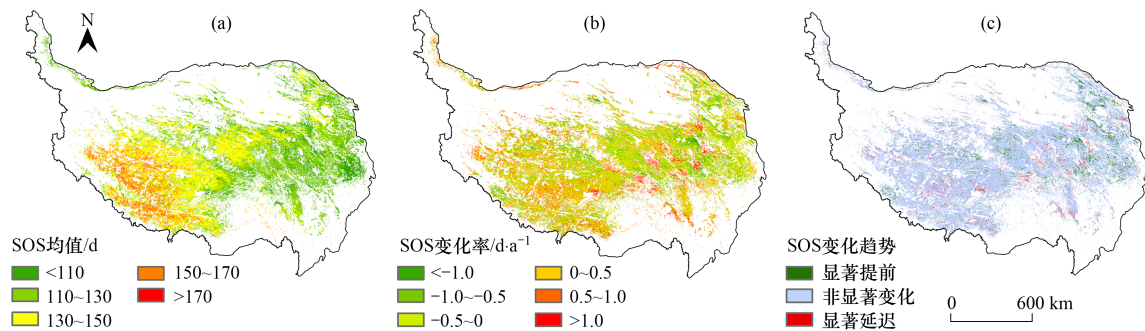 (a)
N
SOS均值/d
<110
110~130
130~150
150~170
>170
(b)
SOS变化率/d·a⁻¹
<−1.0
−1.0~−0.5
−0.5~0
0~0.5
0.5~1.0
>1.0
(c)
SOS变化趋势
显著提前
非显著变化
显著延迟
0 600 km